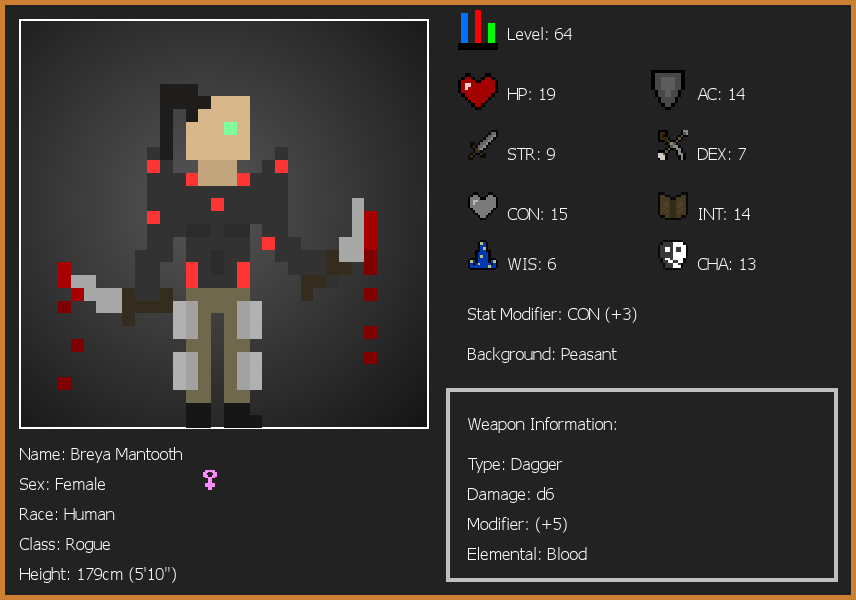 Level: 64
HP: 19
AC: 14
STR: 9
DEX: 7
CON: 15
INT: 14
WIS: 6
CHA: 13
Stat Modifier: CON (+3)
Background: Peasant
Weapon Information:
Type: Dagger
Damage: d6
Modifier: (+5)
Elemental: Blood
Name: Breya Mantooth
Sex: Female
Race: Human
Class: Rogue
Height: 179cm (5'10")